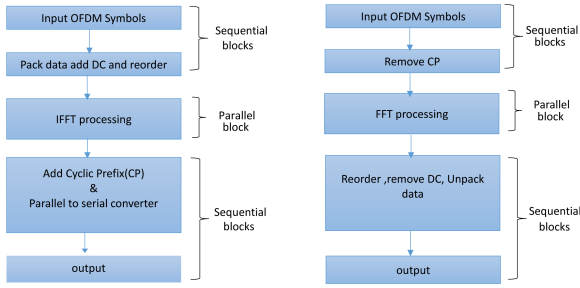 Input OFDM Symbols
Pack data add DC and reorder
Sequential
blocks
IFFT processing
Parallel
block
Add Cyclic Prefix(CP)
&
Parallel to serial converter
output
Sequential
blocks
Input OFDM Symbols
Remove CP
Sequential
blocks
FFT processing
Parallel
block
Reorder ,remove DC, Unpack
data
output
Sequential
blocks